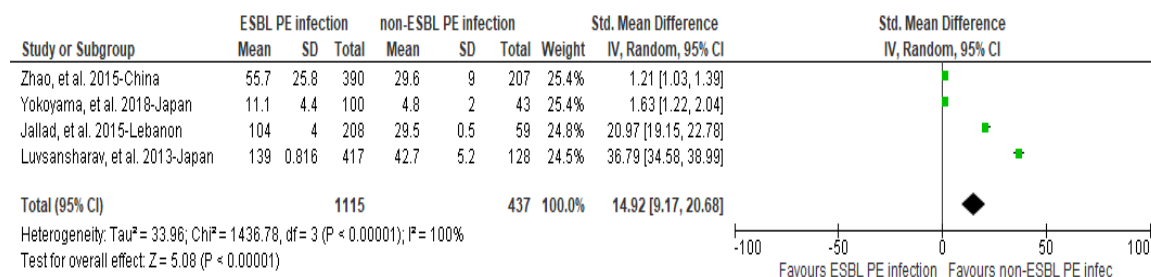 ESBL PE infection non-ESBL PE infection Std. Mean Difference Std. Mean Difference
Study or Subgroup Mean SD Total Mean SD Total Weight IV, Random, 95% CI IV, Random, 95% CI
Zhao, et al. 2015-China 55.7 25.8 390 29.6 9 207 25.4% 1.21 [1.03, 1.39]
Yokoyama, et al. 2018-Japan 11.1 4.4 100 4.8 2 43 25.4% 1.63 [1.22, 2.04]
Jallad, et al. 2015-Lebanon 104 4 208 29.5 0.5 59 24.8% 20.97 [19.15, 22.78]
Luvsansharav, et al. 2013-Japan 139 0.816 417 42.7 5.2 128 24.5% 36.79 [34.58, 38.99]
Total (95% CI) 1115 437 100.0% 14.92 [9.17, 20.68]
Heterogeneity: Tau² = 33.96; Chi² = 1436.78, df = 3 (P < 0.00001); I² = 100%
Test for overall effect: Z = 5.08 (P < 0.00001)
-100 -50 0 50 100
Favours ESBL PE infection Favours non-ESBL PE infec